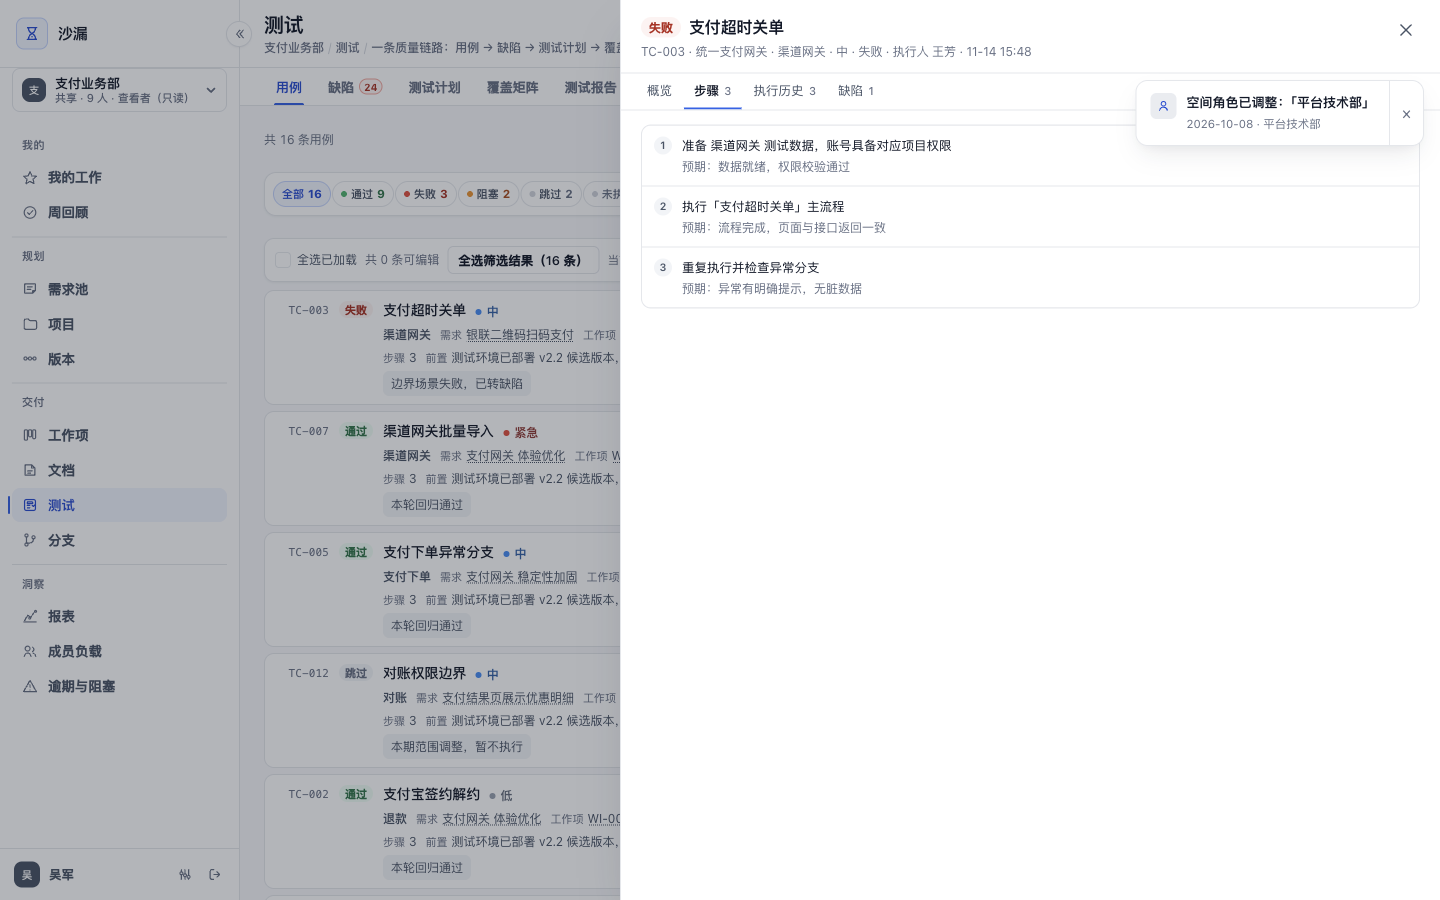 沙漏
支
支付业务部
共享 · 9 人 · 查看者（只读）
我的
我的工作
周回顾
规划
需求池
项目
版本
交付
工作项
文档
测试
分支
洞察
报表
成员负载
逾期与阻塞
吴
吴军
测试
支付业务部 / 测试 / 一条质量链路：用例 → 缺陷 → 测试计划 → 覆
用例
缺陷 24
测试计划
覆盖矩阵
测试报告
共 16 条用例
全部 16
通过 9
失败 3
阻塞 2
跳过 2
全选已加载 共 0 条可编辑 全选筛选结果（16 条）
TC-003 失败 支付超时关单 中
渠道网关 需求 银联二维码扫码支付 工作项
步骤 3 前置 测试环境已部署 v2.2 候选版本,
边界场景失败，已转缺陷
TC-007 通过 渠道网关批量导入 紧急
渠道网关 需求 支付网关 体验优化 工作项
步骤 3 前置 测试环境已部署 v2.2 候选版本,
本轮回归通过
TC-005 通过 支付下单异常分支 中
支付下单 需求 支付网关 稳定性加固 工作项
步骤 3 前置 测试环境已部署 v2.2 候选版本,
本轮回归通过
TC-012 跳过 对账权限边界 中
对账 需求 支付结果页展示优惠明细 工作项
步骤 3 前置 测试环境已部署 v2.2 候选版本,
本期范围调整，暂不执行
TC-002 通过 支付宝签约解约 低
退款 需求 支付网关 体验优化 工作项 WI-00
步骤 3 前置 测试环境已部署 v2.2 候选版本,
本轮回归通过
失败 支付超时关单
TC-003 · 统一支付网关 · 渠道网关 · 中 · 失败 · 执行人 王芳 · 11-14 15:48
概览
步骤 3
执行历史 3
缺陷 1
空间角色已调整：「平台技术部」
2026-10-08 · 平台技术部
1 准备 渠道网关 测试数据，账号具备对应项目权限
预期：数据就绪，权限校验通过
2 执行「支付超时关单」主流程
预期：流程完成，页面与接口返回一致
3 重复执行并检查异常分支
预期：异常有明确提示，无脏数据